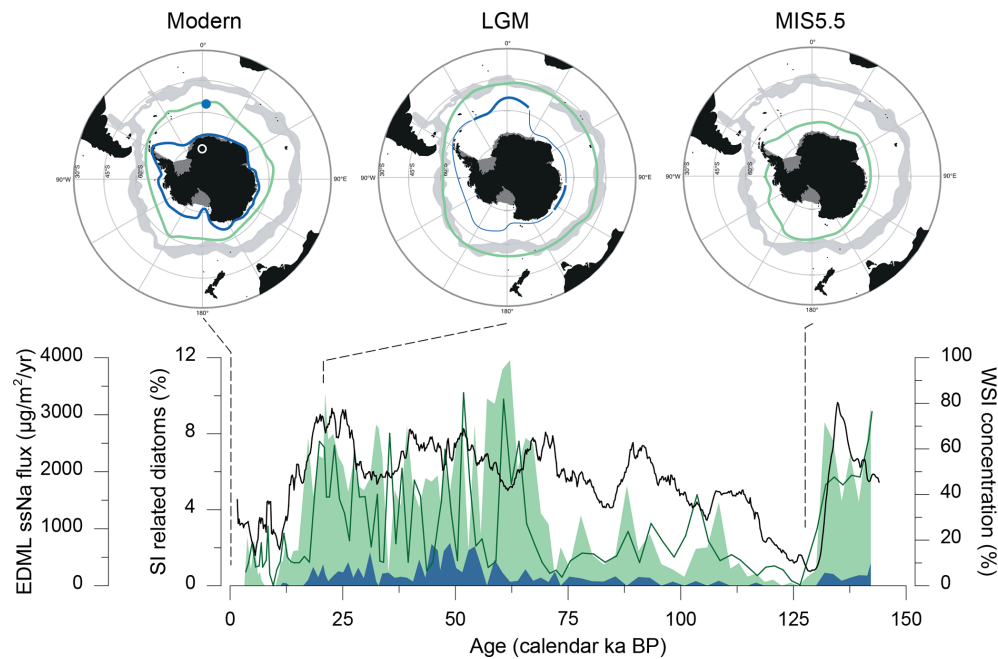 Modern
LGM
MIS5.5
0°
0°
0°
30°S
45°S
60°S
30°S
45°S
60°S
30°S
45°S
60°S
90°W
90°E
90°W
90°E
90°W
90°E
180°
180°
180°
EDML ssNa flux (µg/m²/yr)
4000
3000
2000
1000
0
SI related diatoms (%)
12
8
4
0
100
80
60
40
20
0
WSI concentration (%)
0
25
50
75
100
125
150
Age (calendar ka BP)